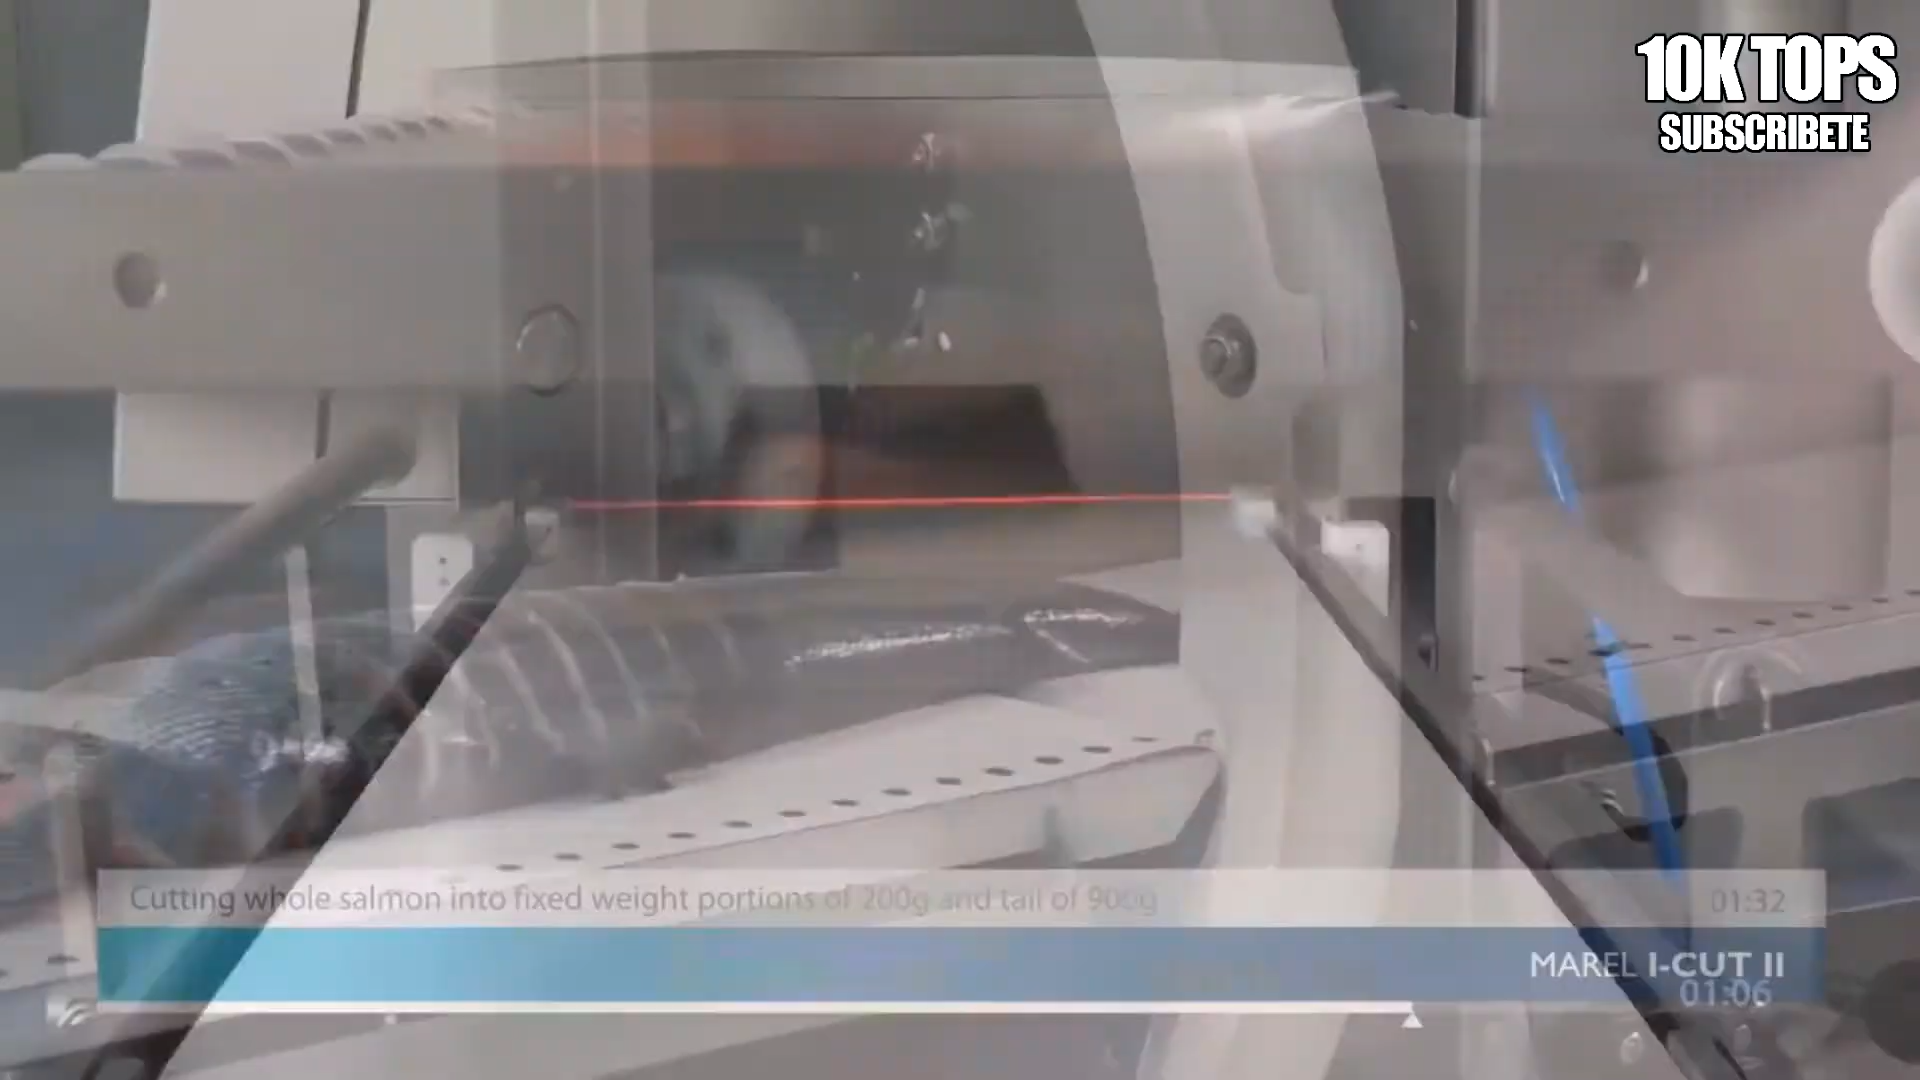 10K TOPS
SUBSCRIBETE
Cutting whole salmon into fixed weight portions of 200g and tail of 900g
01:32
MAREL I-CUT II
01:06